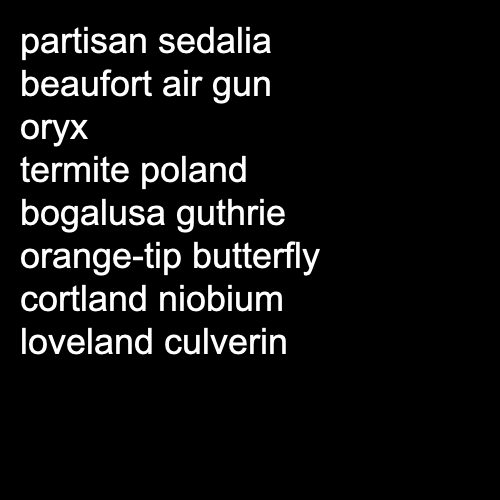 partisan sedalia
beaufort air gun
oryx
termite poland
bogalusa guthrie
orange-tip butterfly
cortland niobium
loveland culverin